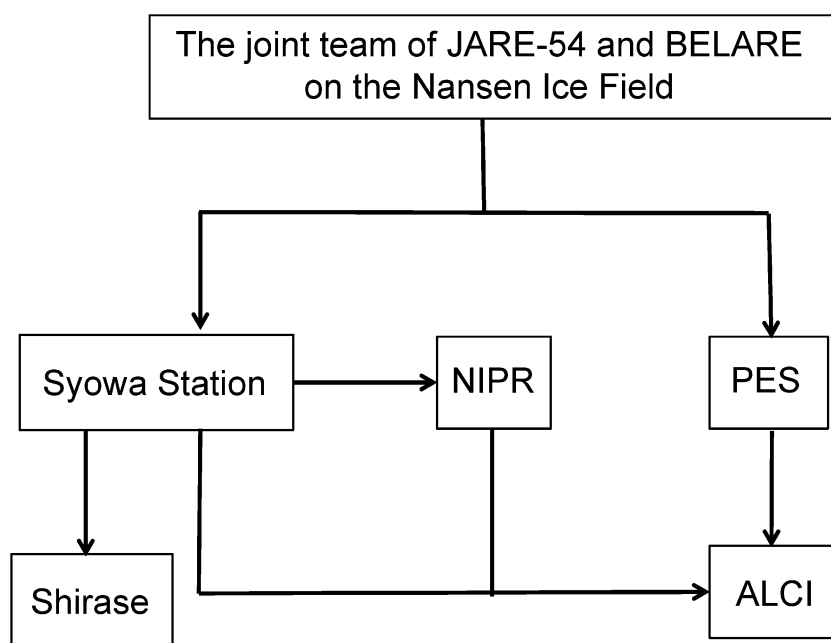 The joint team of JARE-54 and BELARE
on the Nansen Ice Field
Syowa Station
NIPR
PES
Shirase
ALCI